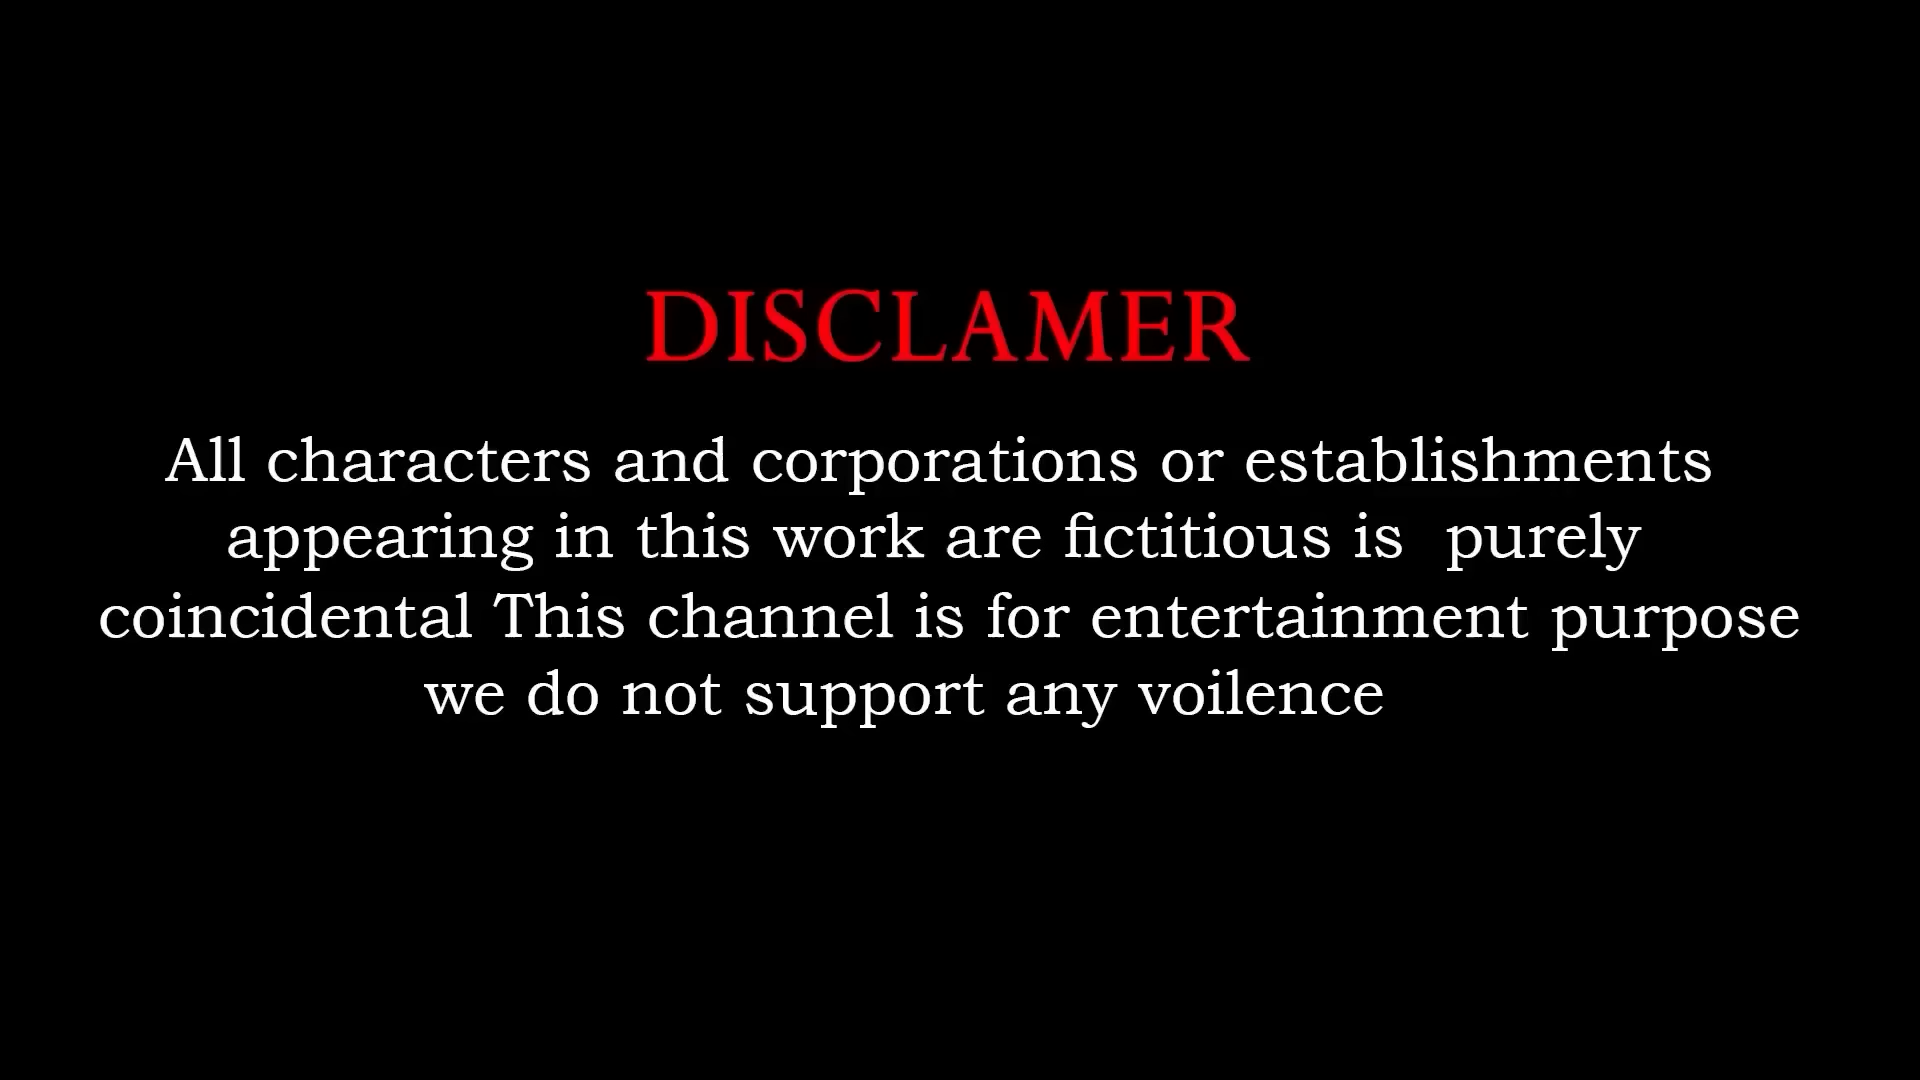 DISCLAMER
All characters and corporations or establishments
appearing in this work are fictitious is  purely
coincidental This channel is for entertainment purpose
we do not support any voilence